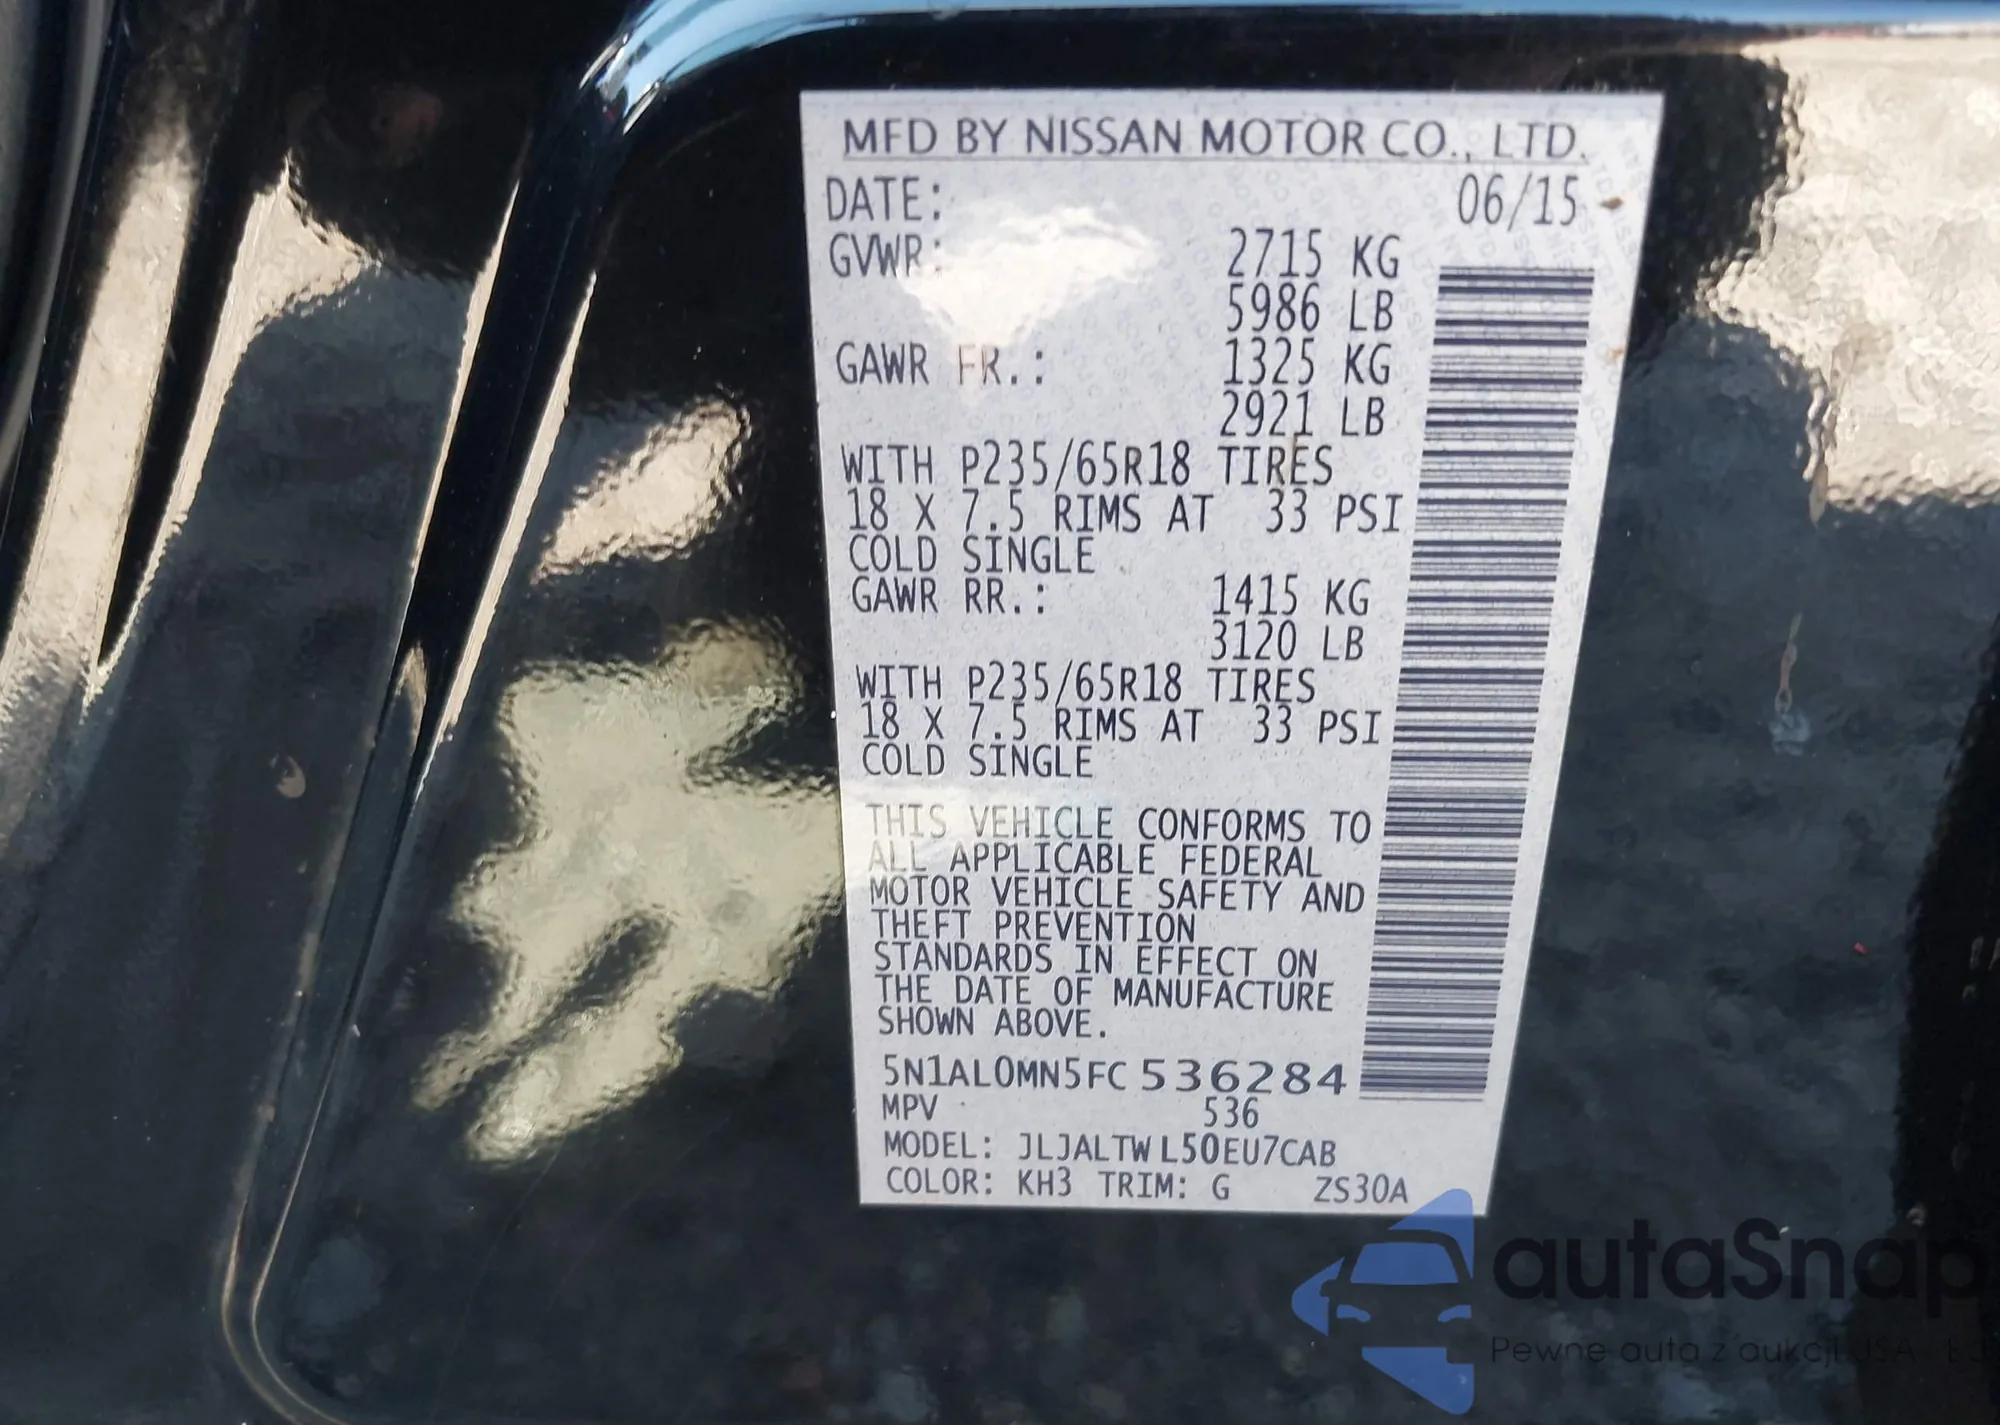 MFD BY NISSAN MOTOR CO., LTD.
DATE: 06/15
GVWR: 2715 KG
5986 LB
GAWR FR.: 1325 KG
2921 LB
WITH P235/65R18 TIRES
18 X 7.5 RIMS AT 33 PSI
COLD SINGLE
GAWR RR.: 1415 KG
3120 LB
WITH P235/65R18 TIRES
18 X 7.5 RIMS AT 33 PSI
COLD SINGLE
THIS VEHICLE CONFORMS TO
ALL APPLICABLE FEDERAL
MOTOR VEHICLE SAFETY AND
THEFT PREVENTION
STANDARDS IN EFFECT ON
THE DATE OF MANUFACTURE
SHOWN ABOVE.
5N1AL0MN5FC536284
MPV 536
MODEL: JLJALTWL50EU7CAB
COLOR: KH3 TRIM: G ZS30A
autaSnap
Pewne auta z aukcji USA